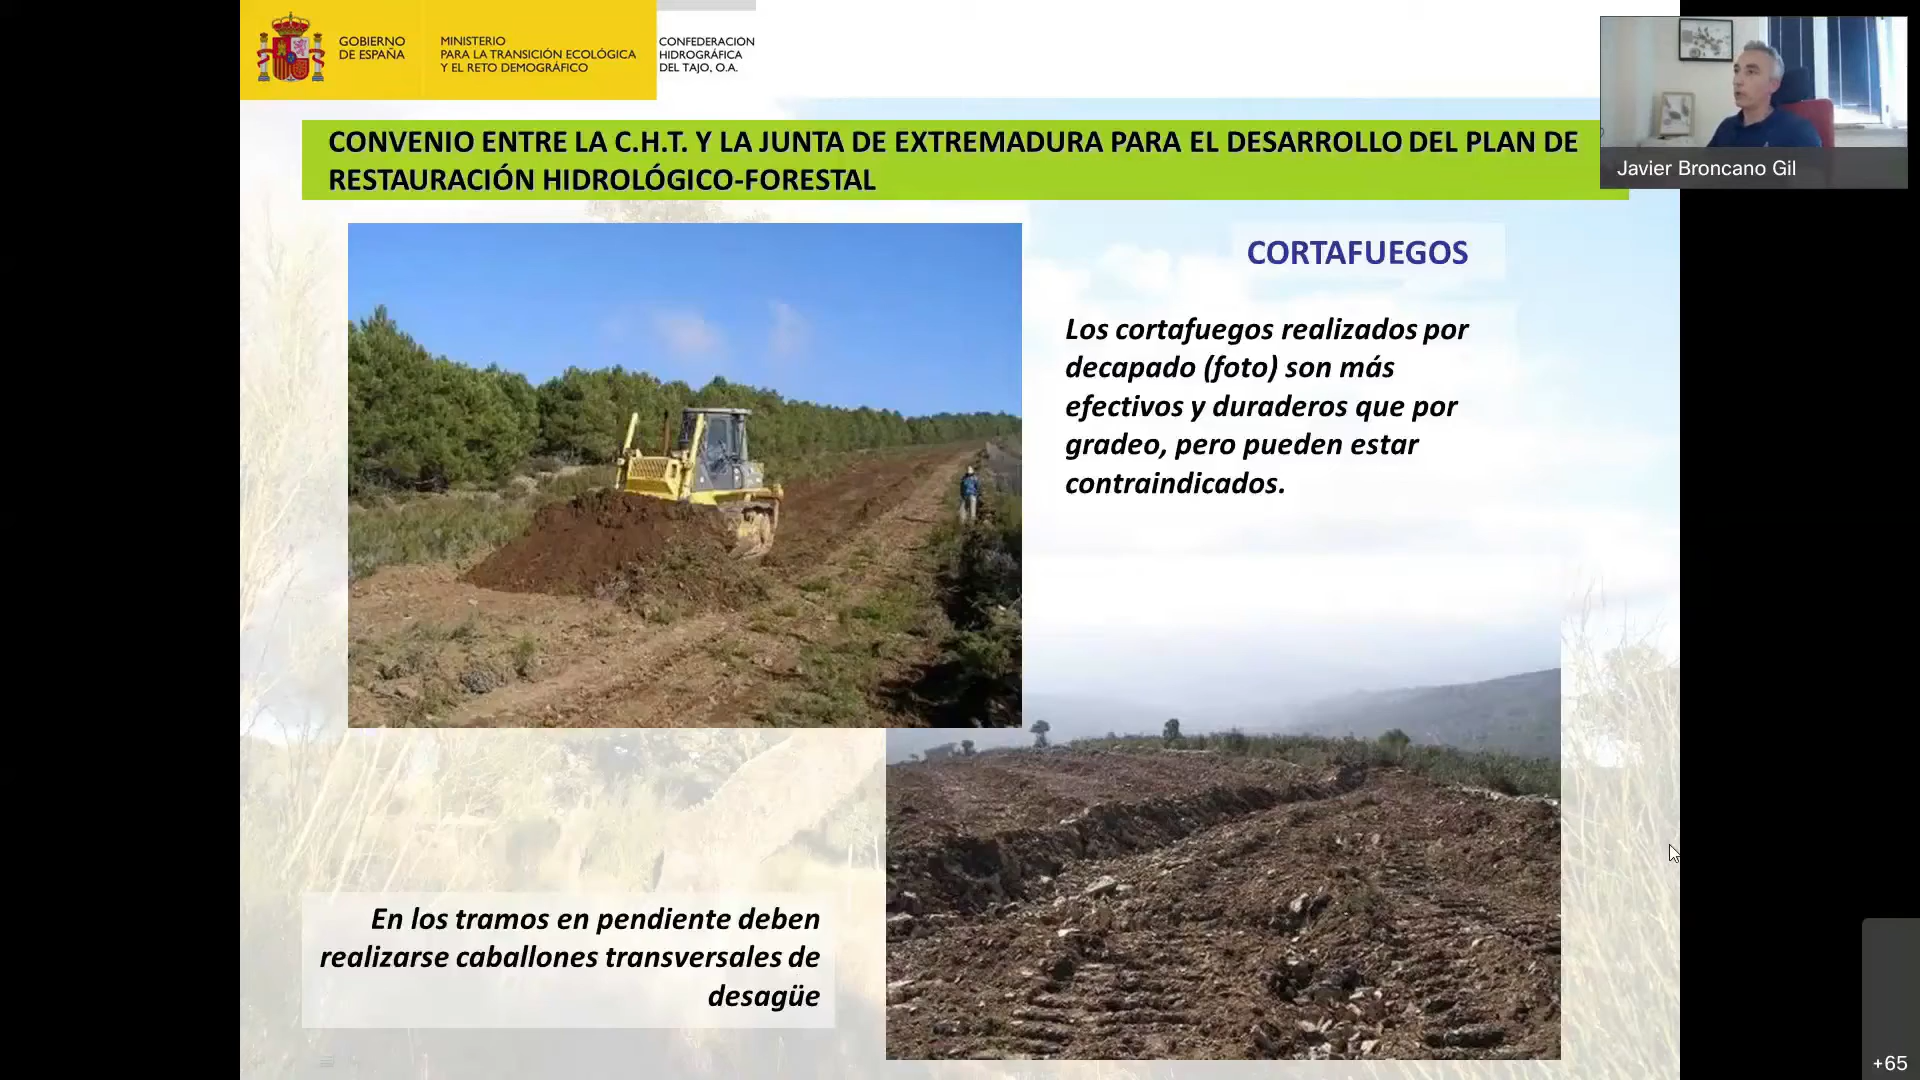 GOBIERNO
DE ESPAÑA
MINISTERIO
PARA LA TRANSICIÓN ECOLÓGICA
Y EL RETO DEMOGRÁFICO
CONFEDERACION
HIDROGRÁFICA
DEL TAJO, O.A.
CONVENIO ENTRE LA C.H.T. Y LA JUNTA DE EXTREMADURA PARA EL DESARROLLO DEL PLAN DE
RESTAURACIÓN HIDROLÓGICO-FORESTAL
Javier Broncano Gil
CORTAFUEGOS
Los cortafuegos realizados por
decapado (foto) son más
efectivos y duraderos que por
gradeo, pero pueden estar
contraindicados.
En los tramos en pendiente deben
realizarse caballones transversales de
desagüe
+65